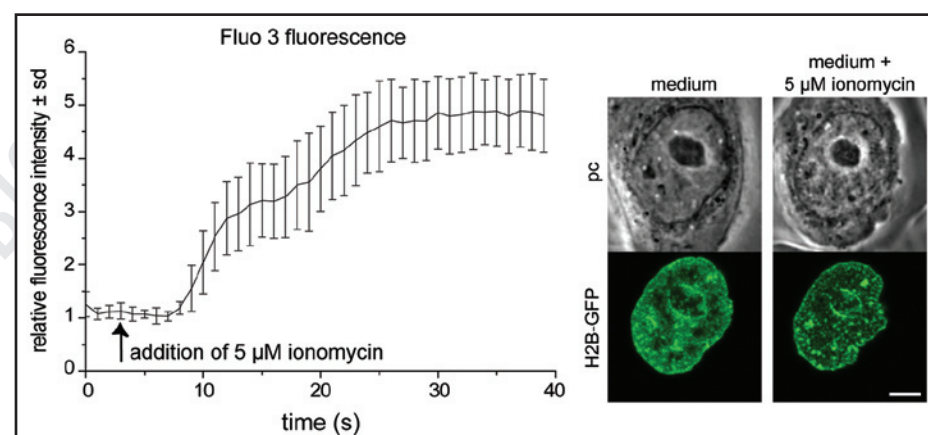 Fluo 3 fluorescence
relative fluorescence intensity ± sd
6
5
4
3
2
1
0
addition of 5 µM ionomycin
0
10
20
30
40
time (s)
medium
medium +
5 µM ionomycin
pc
H2B-GFP